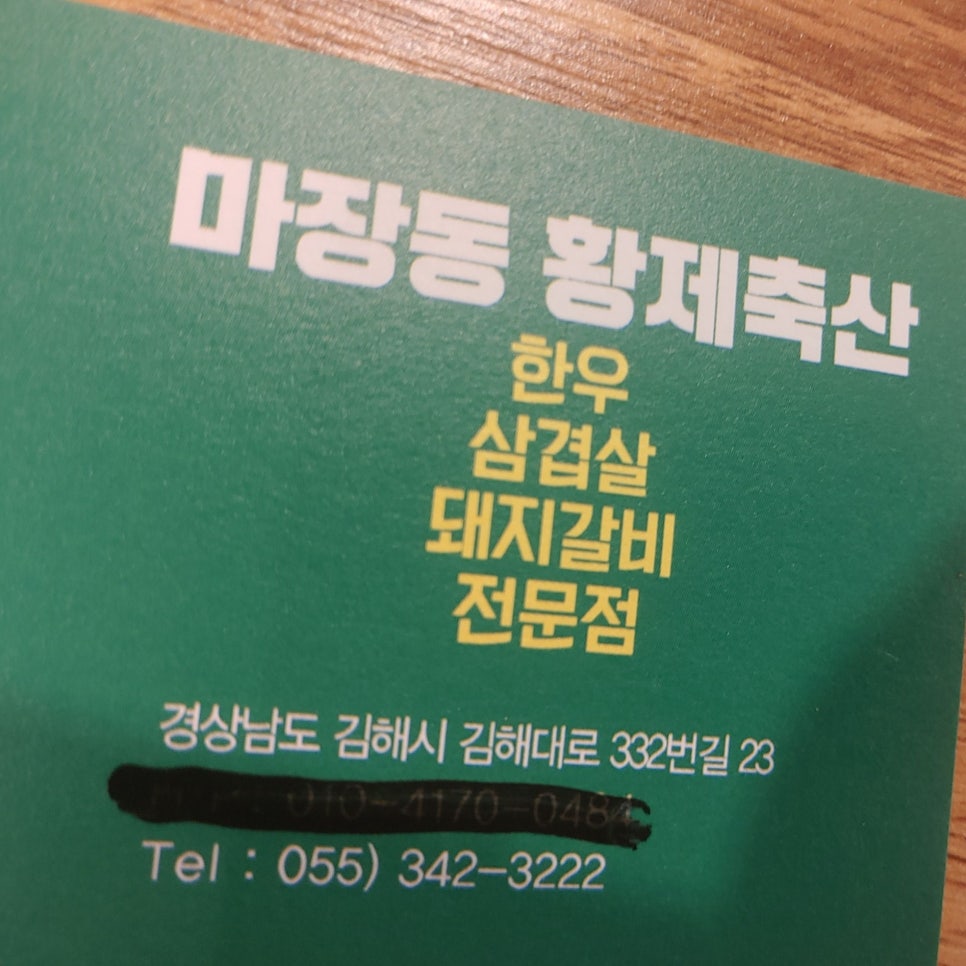 마장동 황제축산
한우
삼겹살
돼지갈비
전문점
경상남도 김해시 김해대로 332번길 23
Tel : 055) 342-3222